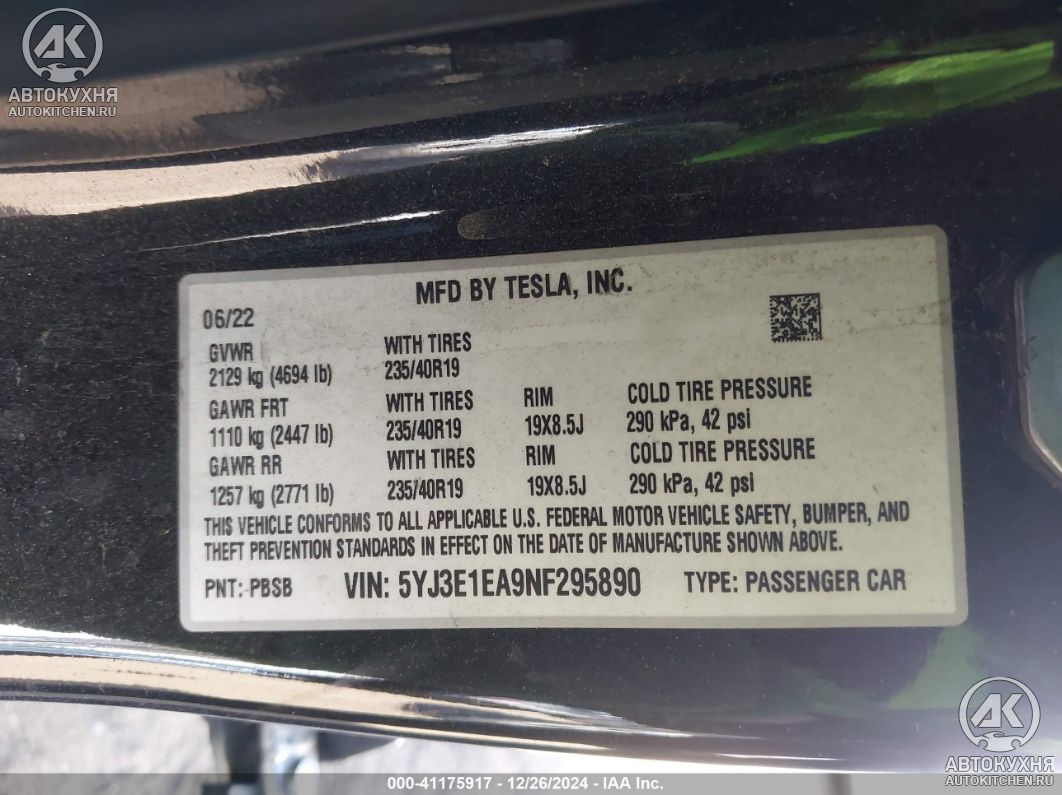 AK
АВТОКУХНЯ
AUTOKITCHEN.RU
MFD BY TESLA, INC.
06/22
GVWR WITH TIRES
2129 kg (4694 lb) 235/40R19
GAWR FRT WITH TIRES RIM COLD TIRE PRESSURE
1110 kg (2447 lb) 235/40R19 19X8.5J 290 kPa, 42 psi
GAWR RR WITH TIRES RIM COLD TIRE PRESSURE
1257 kg (2771 lb) 235/40R19 19X8.5J 290 kPa, 42 psi
THIS VEHICLE CONFORMS TO ALL APPLICABLE U.S. FEDERAL MOTOR VEHICLE SAFETY, BUMPER, AND
THEFT PREVENTION STANDARDS IN EFFECT ON THE DATE OF MANUFACTURE SHOWN ABOVE.
PNT: PBSB VIN: 5YJ3E1EA9NF295890 TYPE: PASSENGER CAR
AK
АВТОКУХНЯ
AUTOKITCHEN.RU
000-41175917 - 12/26/2024 - IAA Inc.